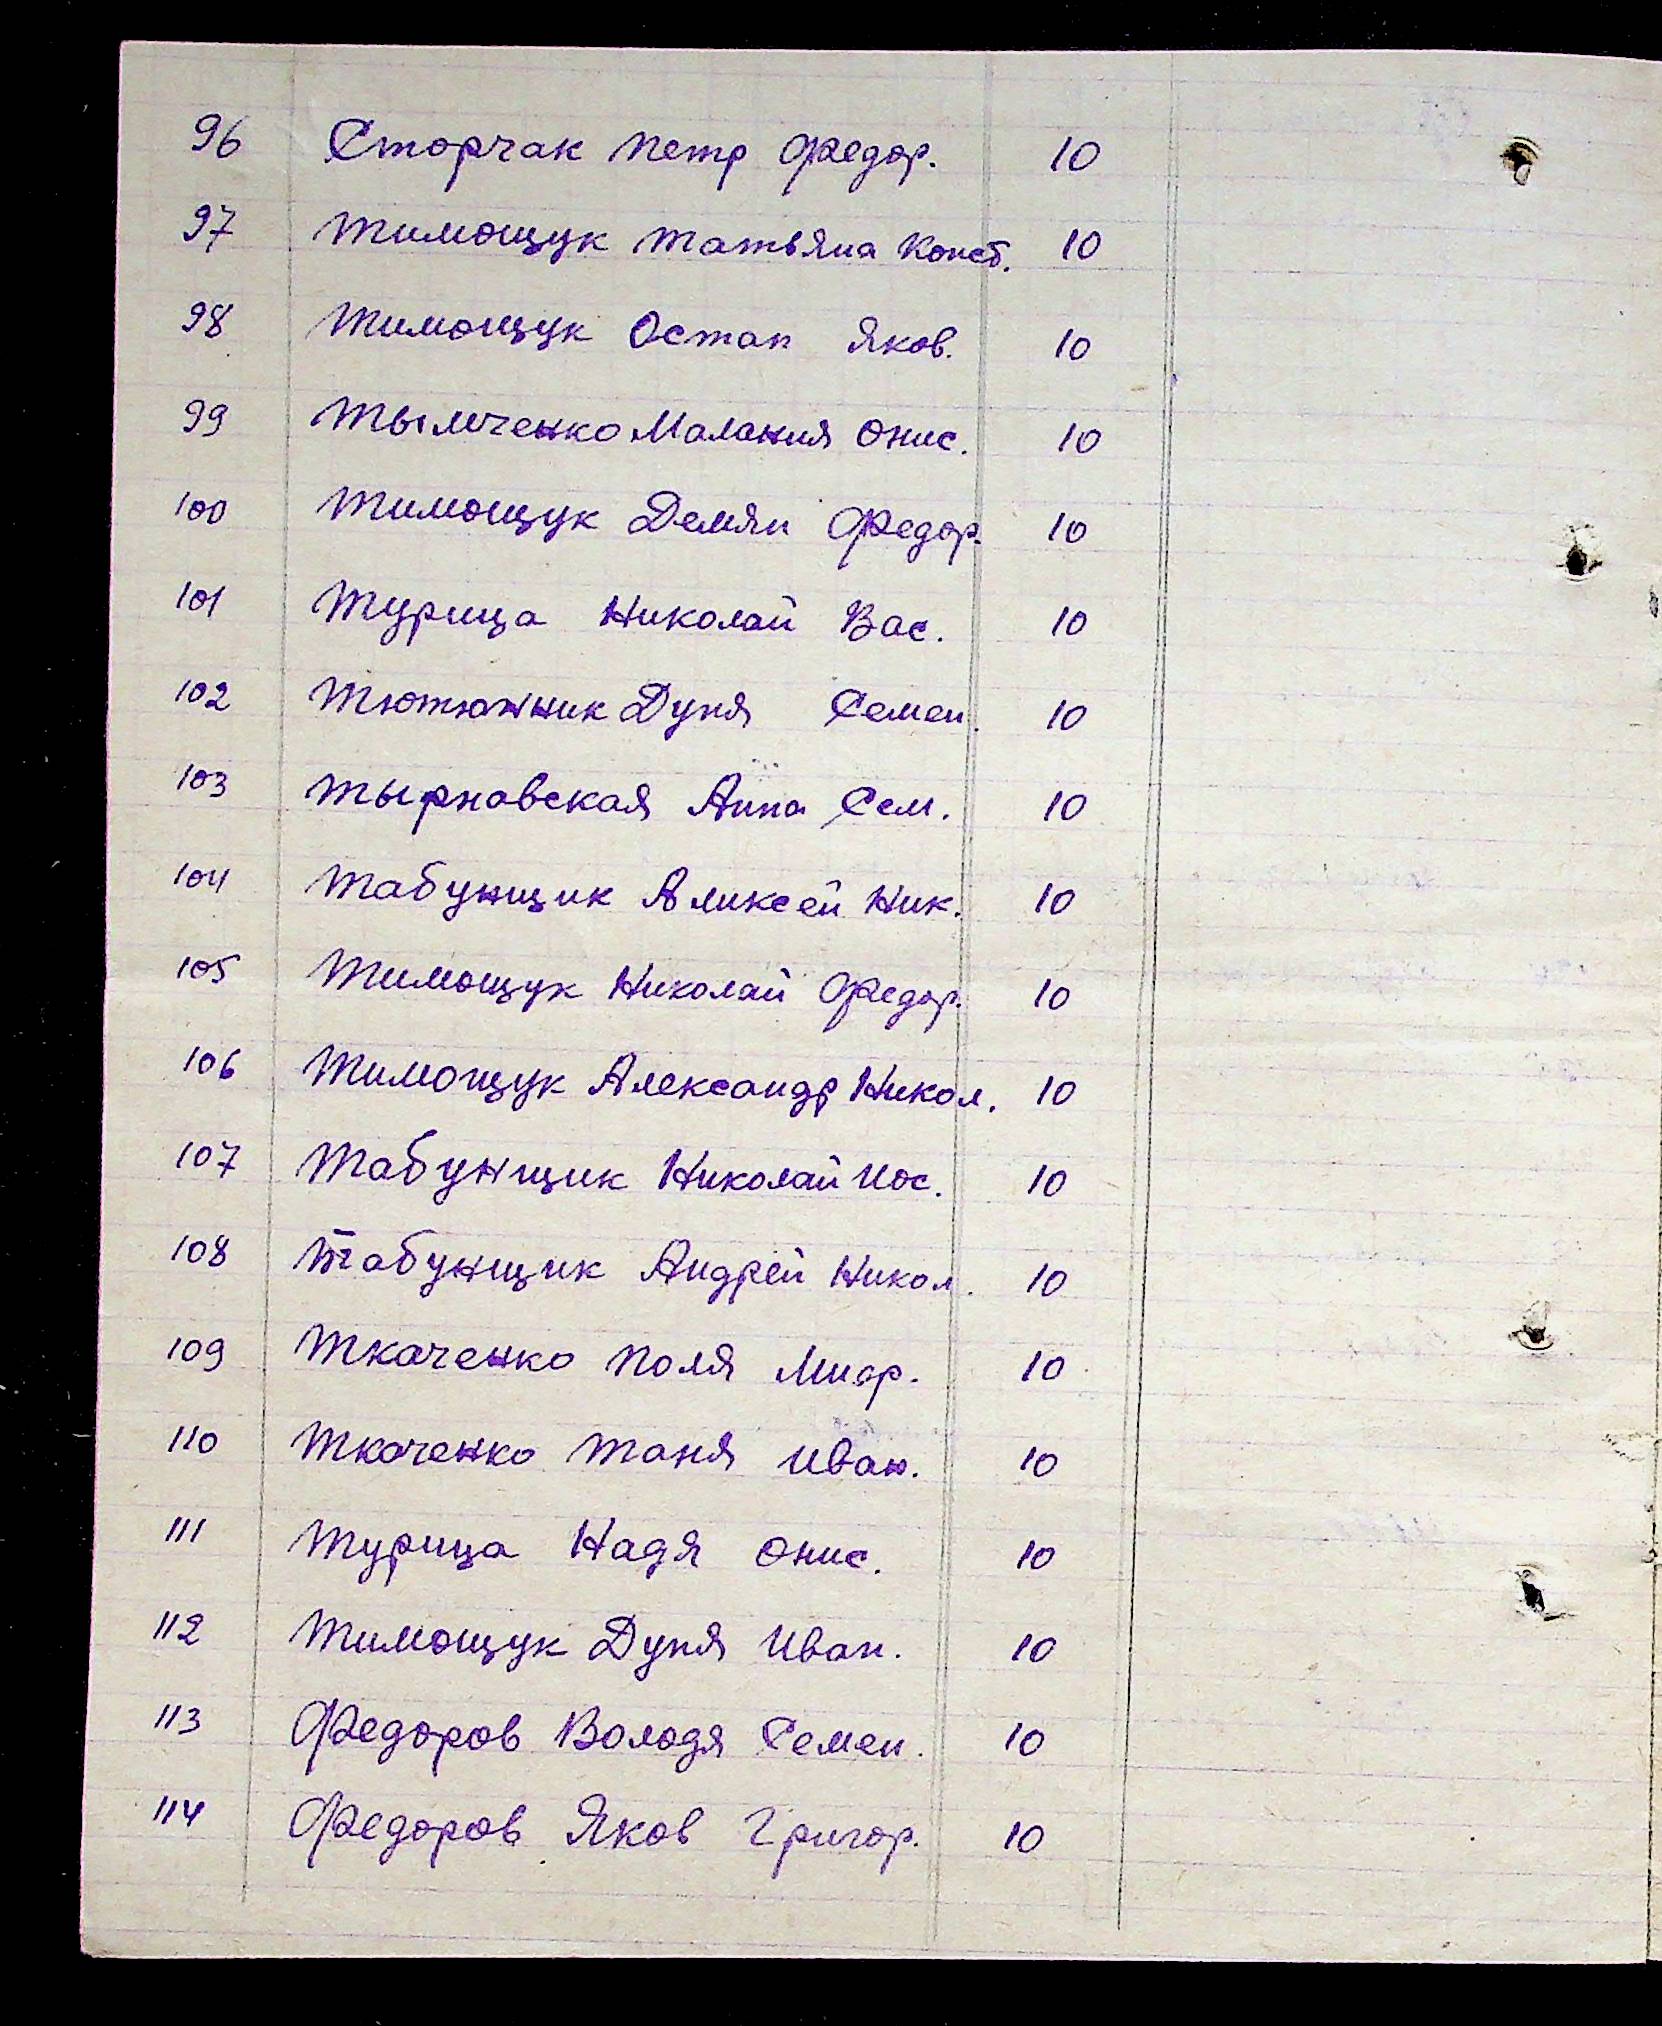 96 Сторчак Петр Федор. 10
97 Тимощук Татьяна Конст. 10
98 Тимощук Остап Яков. 10
99 Тымченко Малания Онис. 10
100 Тимощук Демян Федор. 10
101 Турица Николай Вас. 10
102 Тютюнник Дуня Семен. 10
103 Тырновская Анна Сем. 10
104 Табунщик Аликсей Ник. 10
105 Тимощук Николай Федор. 10
106 Тимощук Александр Никол. 10
107 Табунщик Николай Иос. 10
108 Табунщик Андрей Никол. 10
109 Ткаченко Поля 10
110 Ткаченко Таня Иван. 10
111 Турица Надя Онис. 10
112 Тимощук Дуня Иван. 10
113 Федоров Володя Семен. 10
114 Федоров Яков Григор. 10